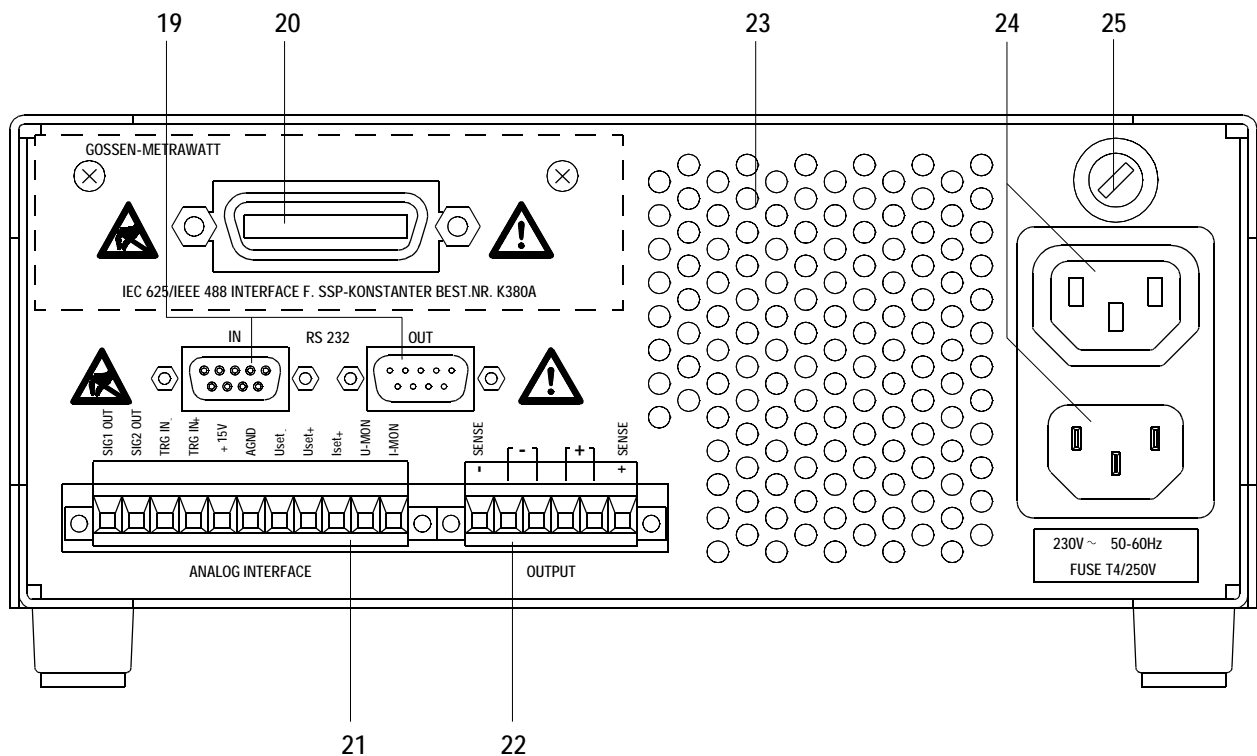 19 20 23 24 25
GOSSEN-METRAWATT
IEC 625/IEEE 488 INTERFACE F. SSP-KONSTANTER BEST.NR. K380A
IN RS 232 OUT
SIG1 OUT
SIG2 OUT
TRG IN-
TRG IN+
+ 15V
AGND
Uset-
Uset+
Iset+
U-MON
I-MON
- SENSE
-
+
+ SENSE
ANALOG INTERFACE
OUTPUT
230V ~ 50-60Hz
FUSE T4/250V
21 22